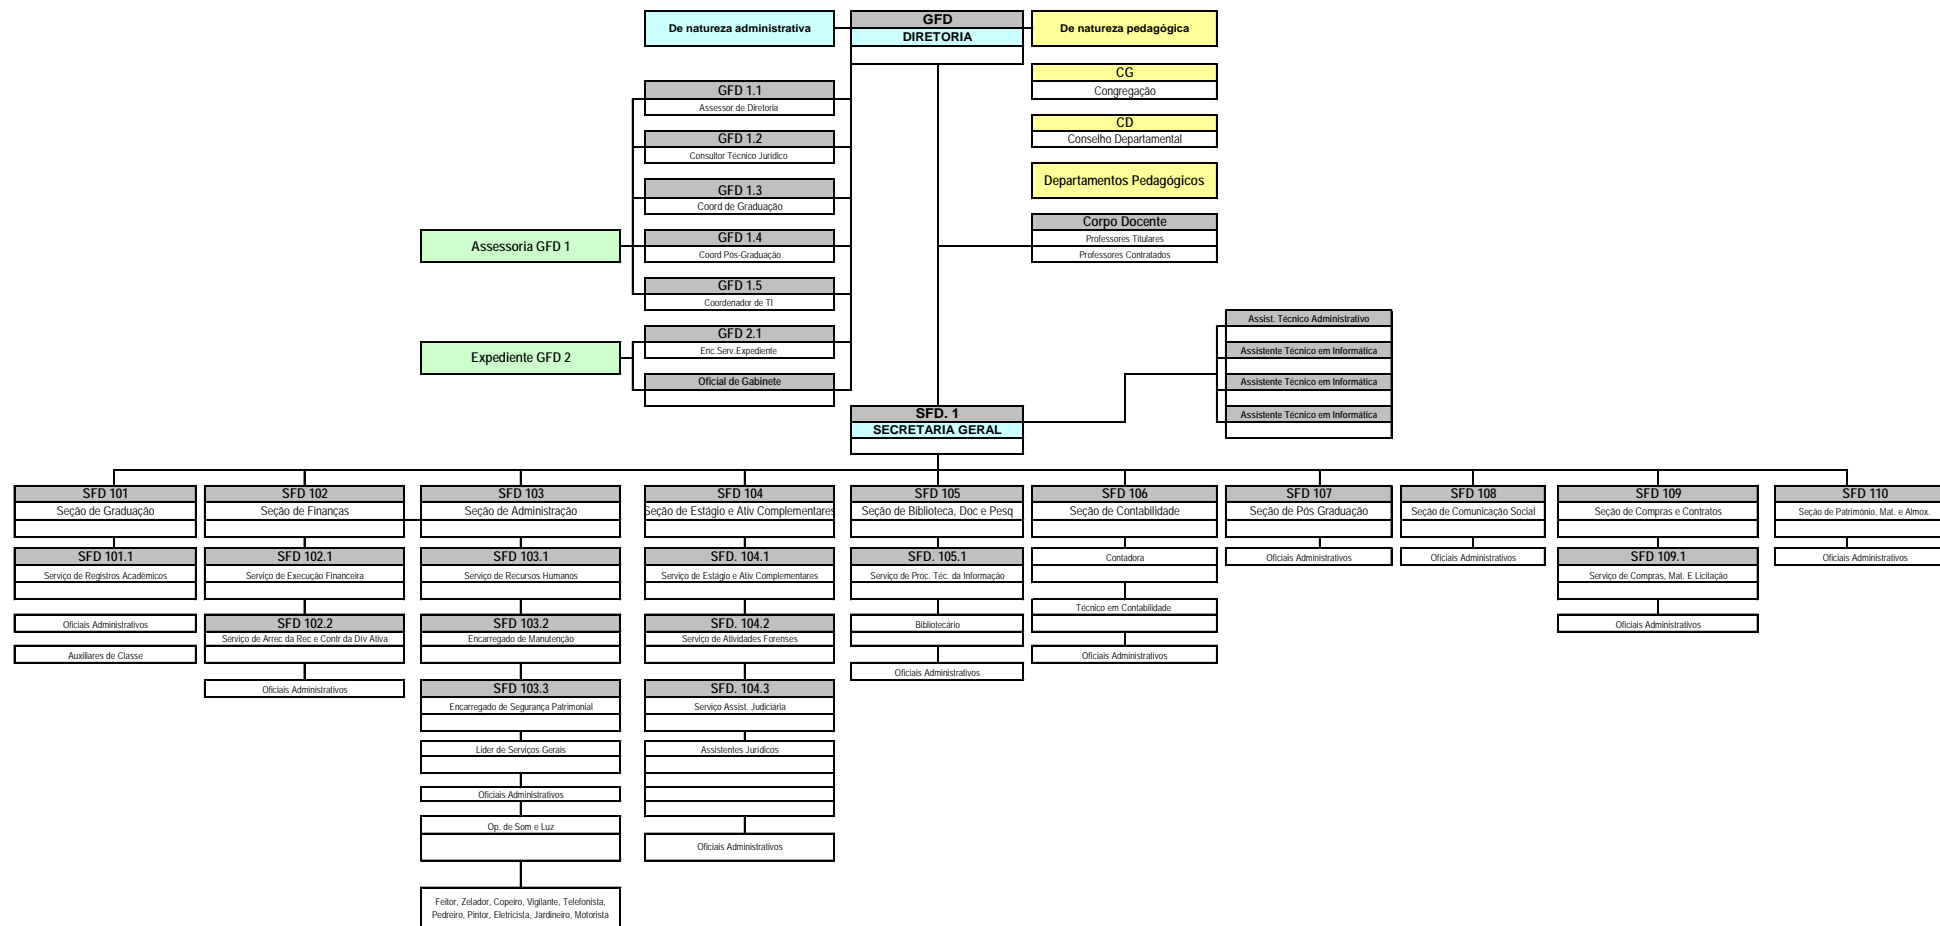 De natureza administrativa
GFD
DIRETORIA
De natureza pedagógica
CG
Congregação
CD
Conselho Departamental
Departamentos Pedagógicos
Corpo Docente
Professores Titulares
Professores Contratados
GFD 1.1
Assessor de Diretoria
GFD 1.2
Consultor Técnico Jurídico
GFD 1.3
Coord de Graduação
Assessoria GFD 1
GFD 1.4
Coord Pós-Graduação
GFD 1.5
Coordenador de TI
Expediente GFD 2
GFD 2.1
Enc.Serv.Expediente
Oficial de Gabinete
Assist. Técnico Administrativo
Assistente Técnico em Informática
Assistente Técnico em Informática
Assistente Técnico em Informática
SFD. 1
SECRETARIA GERAL
SFD 101
Seção de Graduação
SFD 101.1
Serviço de Registros Acadêmicos
Oficiais Administrativos
Auxiliares de Classe
SFD 102
Seção de Finanças
SFD 102.1
Serviço de Execução Financeira
SFD 102.2
Serviço de Arrec da Rec e Contr da Dív Ativa
Oficiais Administrativos
SFD 103
Seção de Administração
SFD 103.1
Serviço de Recursos Humanos
SFD 103.2
Encarregado de Manutenção
SFD 103.3
Encarregado de Segurança Patrimonial
Líder de Serviços Gerais
Oficiais Administrativos
Op. de Som e Luz
Feitor, Zelador, Copeiro, Vigilante, Telefonista,
Pedreiro, Pintor, Eletricista, Jardineiro, Motorista
SFD 104
Seção de Estágio e Ativ Complementares
SFD. 104.1
Serviço de Estágio e Ativ Complementares
SFD. 104.2
Serviço de Atividades Forenses
SFD. 104.3
Serviço Assist. Judiciária
Assistentes Jurídicos
Oficiais Administrativos
SFD 105
Seção de Biblioteca, Doc e Pesq
SFD. 105.1
Serviço de Proc. Téc. da Informação
Bibliotecário
Oficiais Administrativos
SFD 106
Seção de Contabilidade
Contadora
Técnico em Contabilidade
Oficiais Administrativos
SFD 107
Seção de Pós Graduação
Oficiais Administrativos
SFD 108
Seção de Comunicação Social
Oficiais Administrativos
SFD 109
Seção de Compras e Contratos
SFD 109.1
Serviço de Compras, Mat. E Licitação
Oficiais Administrativos
SFD 110
Seção de Patrimônio, Mat. e Almox.
Oficiais Administrativos